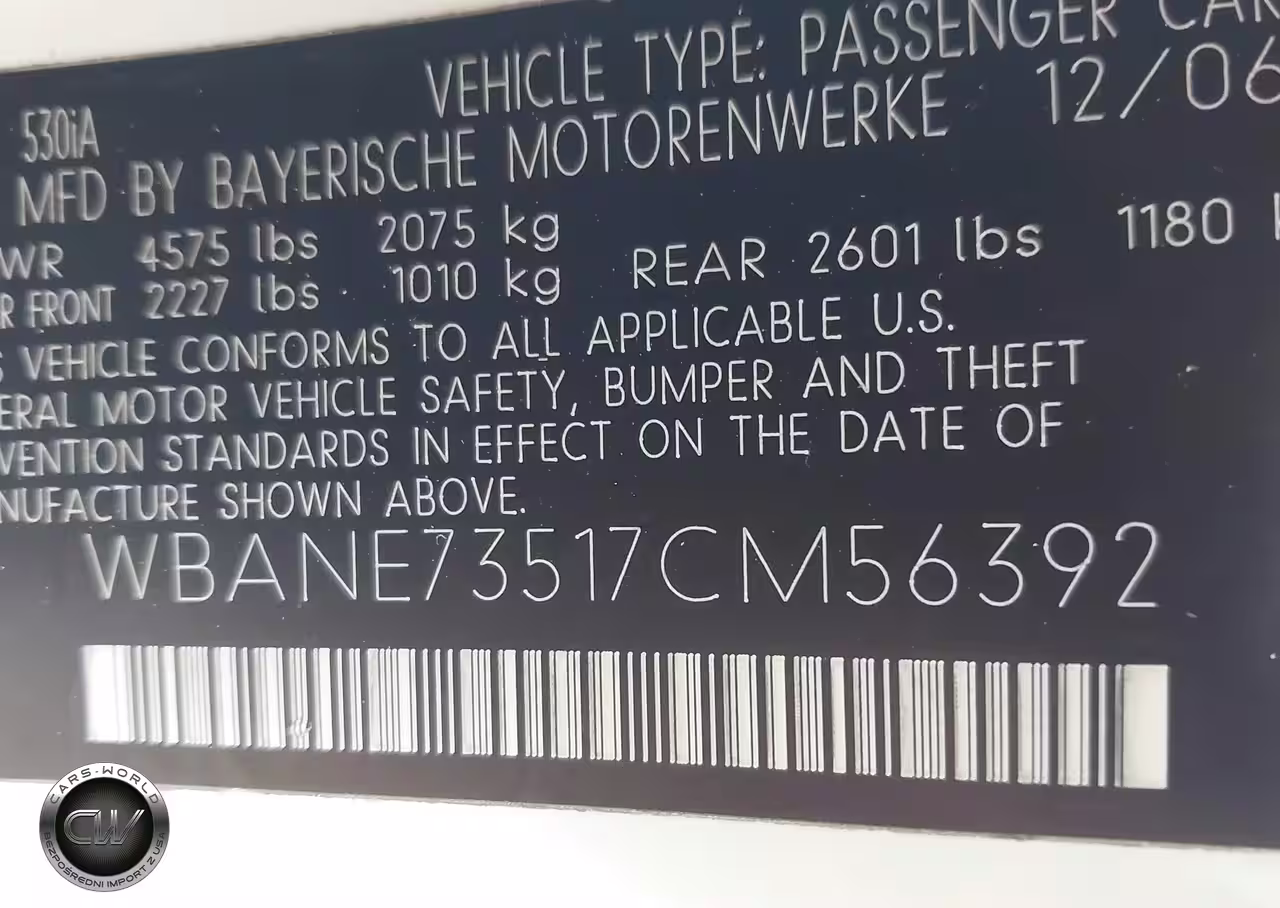 VEHICLE TYPE: PASSENGER CAR
530iA
MFD BY BAYERISCHE MOTORENWERKE 12/06
WR 4575 lbs 2075 kg
R FRONT 2227 lbs 1010 kg REAR 2601 lbs 1180 k
S VEHICLE CONFORMS TO ALL APPLICABLE U.S.
ERAL MOTOR VEHICLE SAFETY, BUMPER AND THEFT
VENTION STANDARDS IN EFFECT ON THE DATE OF
NUFACTURE SHOWN ABOVE.
WBANE73517CM56392
CARS-WORLD
CW
BEZPOŚREDNI IMPORT Z USA